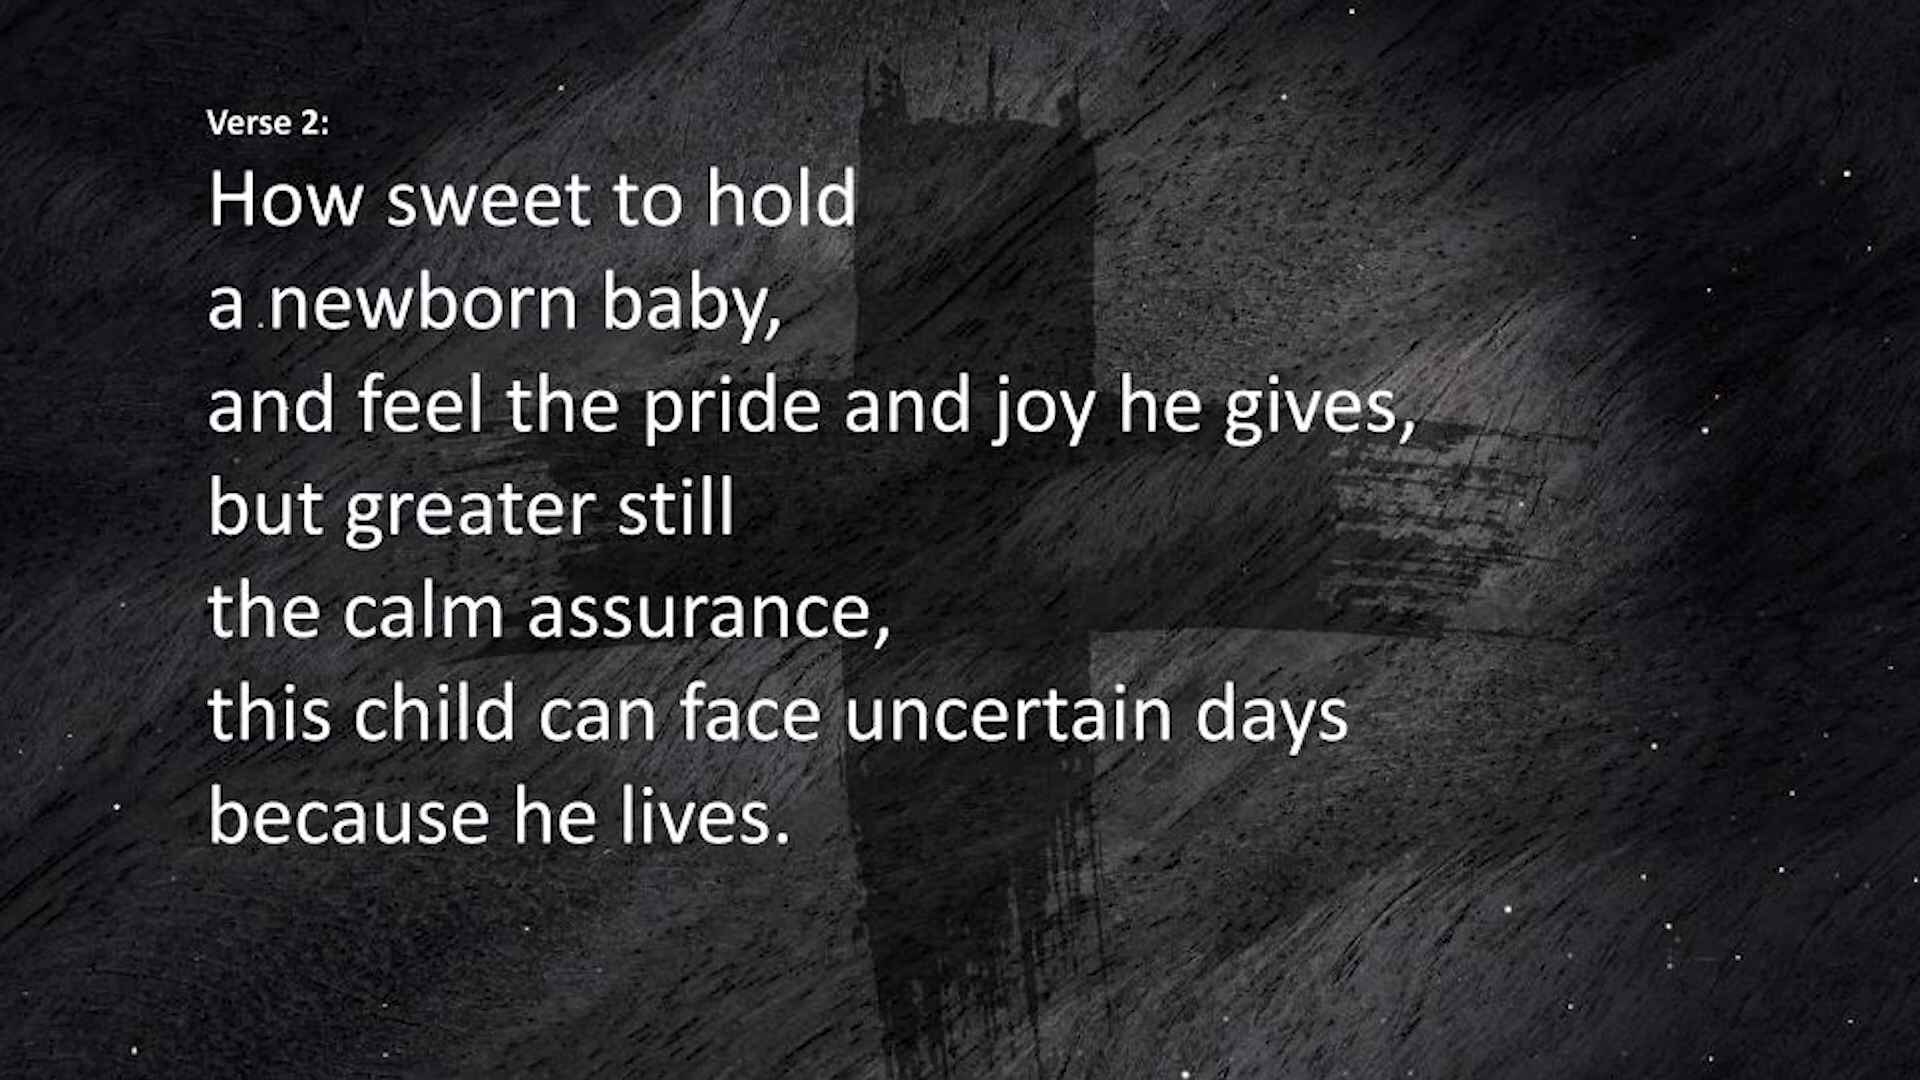 Verse 2:
How sweet to hold
a newborn baby,
and feel the pride and joy he gives,
but greater still
the calm assurance,
this child can face uncertain days
because he lives.